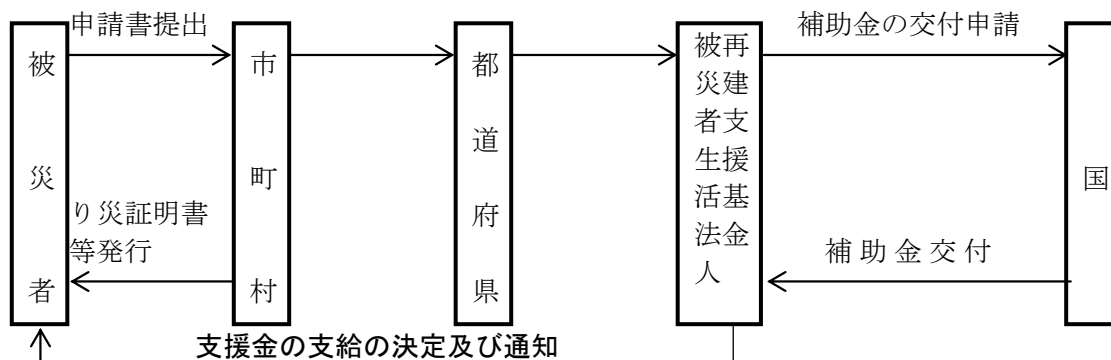 被災者
申請書提出
り災証明書
等発行
市町村
都道府県
被災者生活法人
再建支援基金
補助金の交付申請
補助金交付
国
支援金の支給の決定及び通知